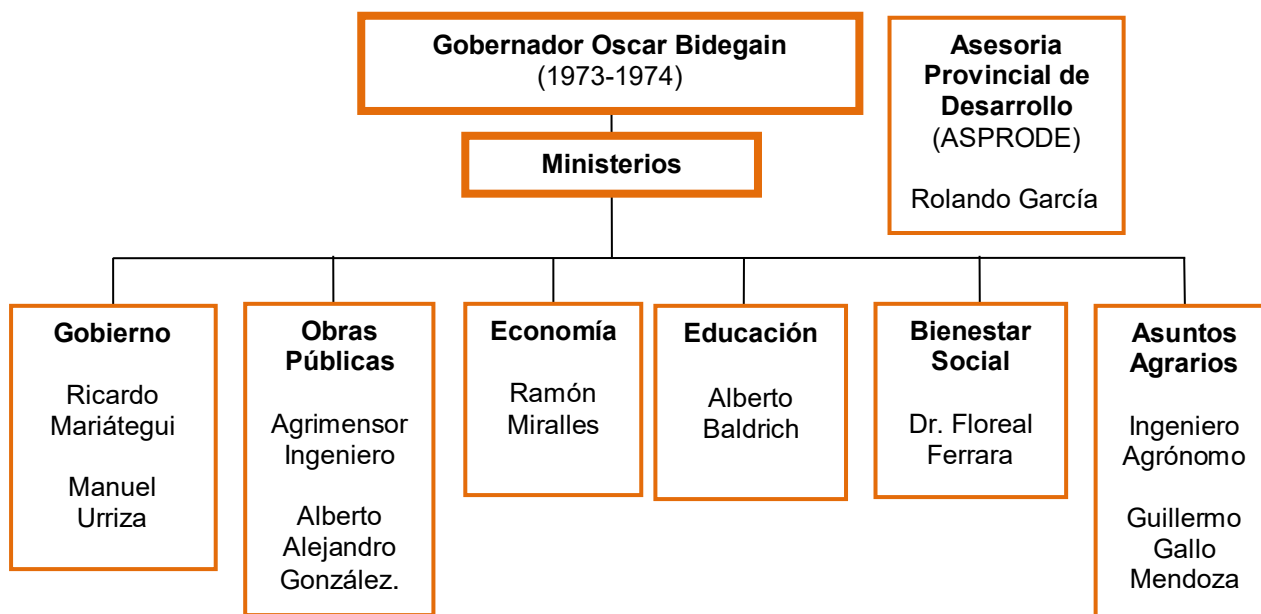 Gobernador Oscar Bidegain
(1973-1974)
Asesoria
Provincial de
Desarrollo
(ASPRODE)
Rolando García
Ministerios
Gobierno
Ricardo
Mariátegui
Manuel
Urriza
Obras
Públicas
Agrimensor
Ingeniero
Alberto
Alejandro
González.
Economía
Ramón
Miralles
Educación
Alberto
Baldrich
Bienestar
Social
Dr. Floreal
Ferrara
Asuntos
Agrarios
Ingeniero
Agrónomo
Guillermo
Gallo
Mendoza